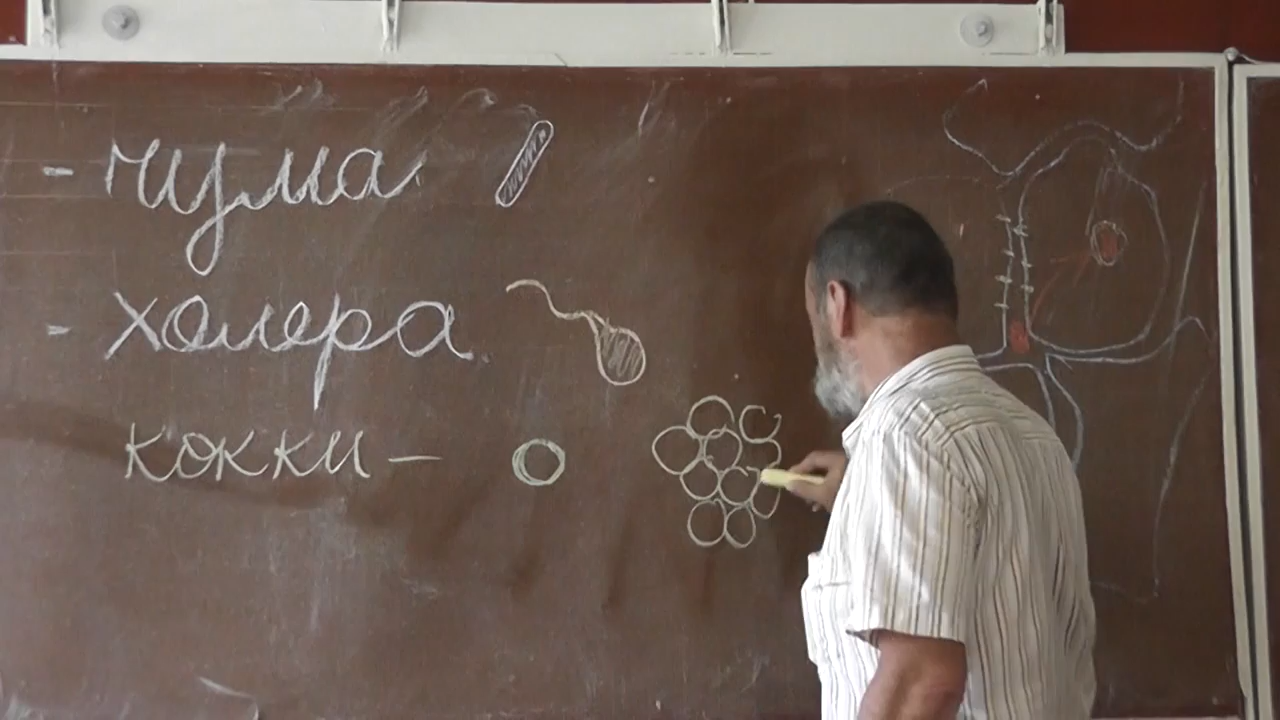 - чума
- холера
кокки -